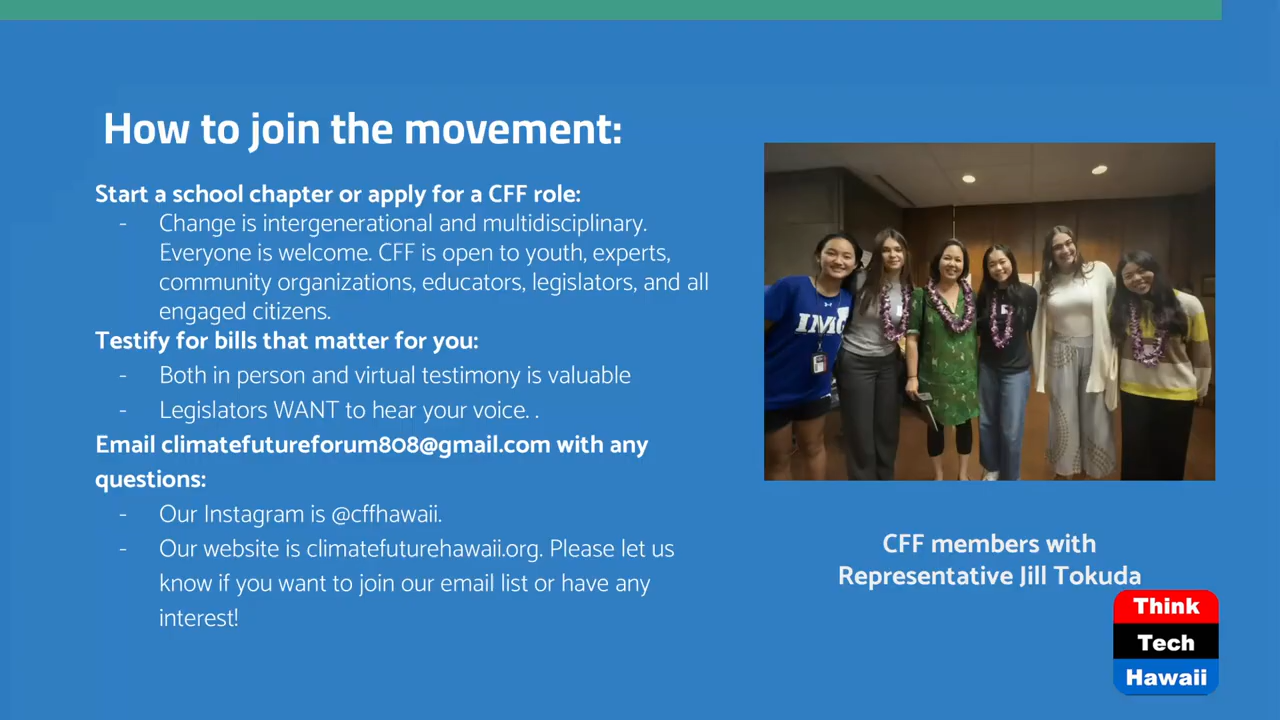 How to join the movement:
Start a school chapter or apply for a CFF role:
- Change is intergenerational and multidisciplinary.
Everyone is welcome. CFF is open to youth, experts,
community organizations, educators, legislators, and all
engaged citizens.
Testify for bills that matter for you:
- Both in person and virtual testimony is valuable
- Legislators WANT to hear your voice. .
Email climatefutureforum808@gmail.com with any
questions:
- Our Instagram is @cffhawaii.
- Our website is climatefuturehawaii.org. Please let us
know if you want to join our email list or have any
interest!
IMG
CFF members with
Representative Jill Tokuda
Think
Tech
Hawaii